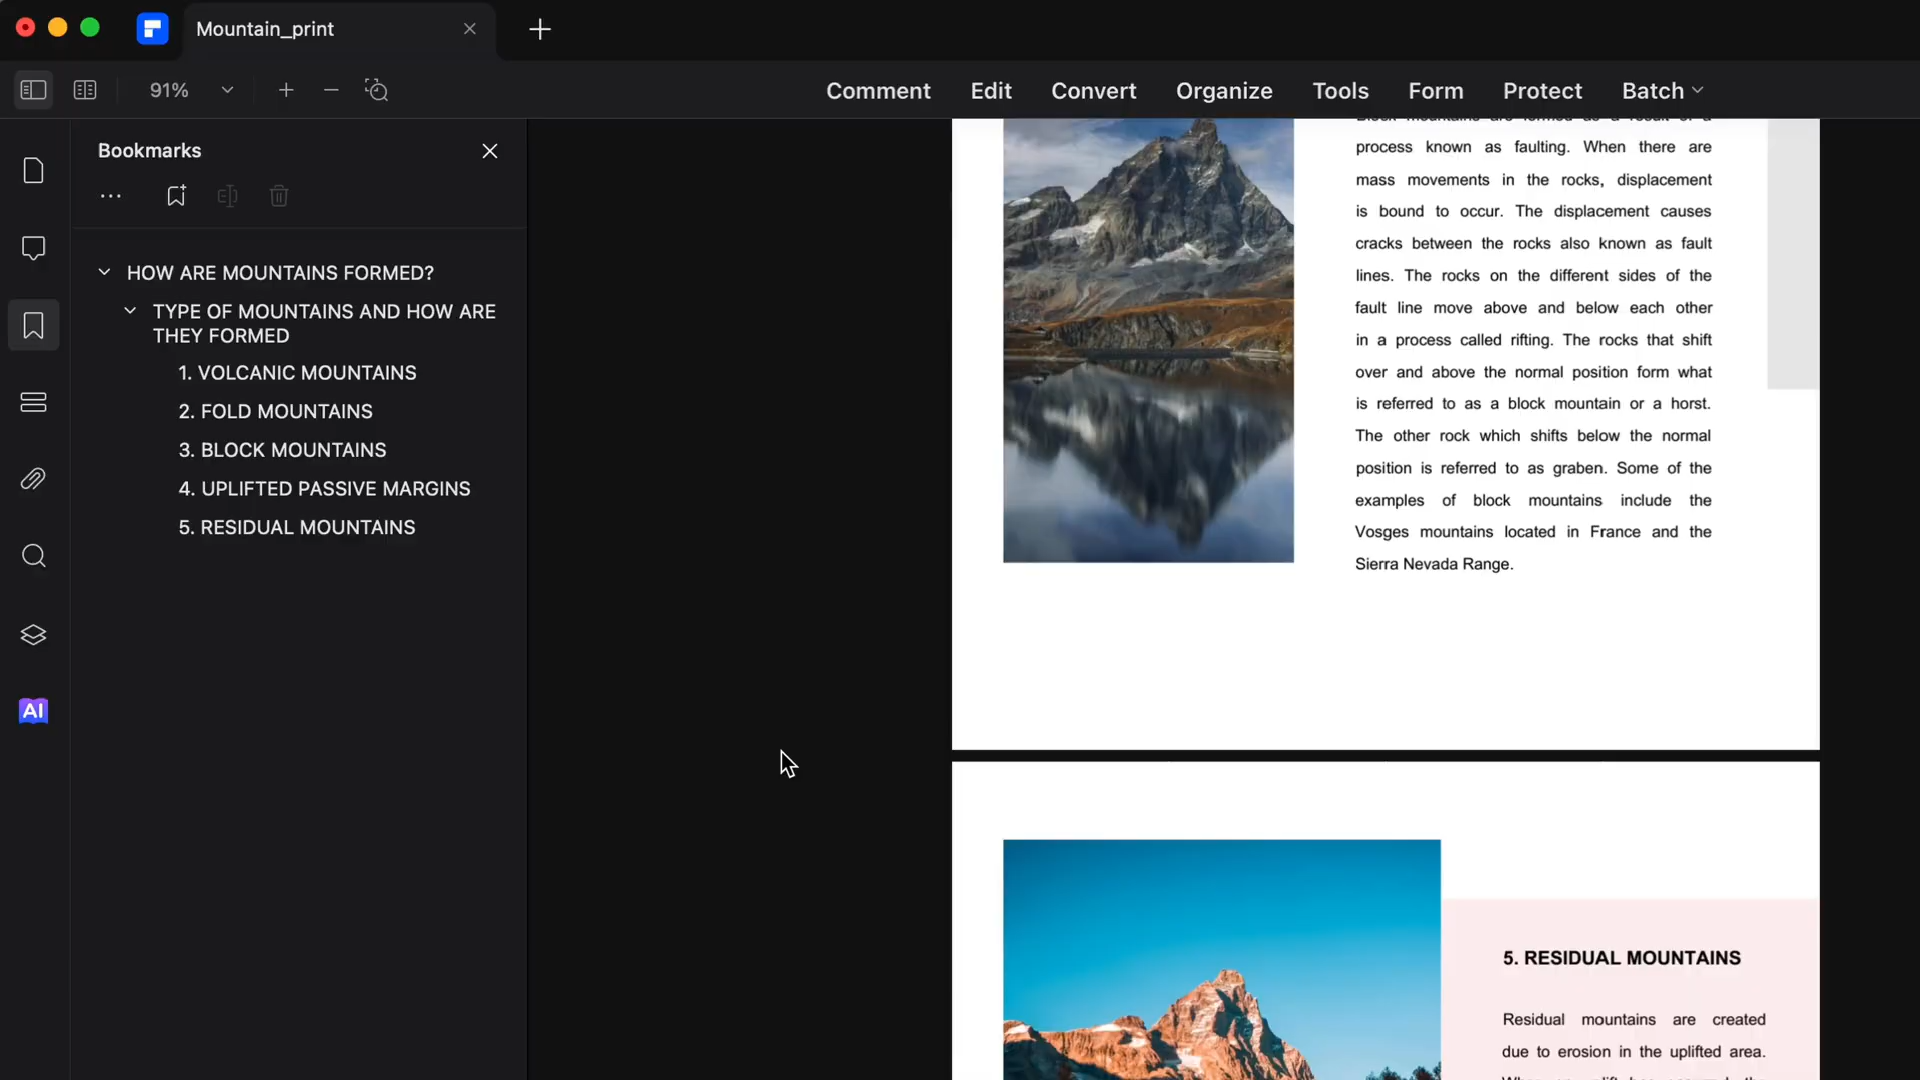 Mountain_print
91%
Comment Edit Convert Organize Tools Form Protect Batch
Bookmarks
HOW ARE MOUNTAINS FORMED?
TYPE OF MOUNTAINS AND HOW ARE
THEY FORMED
1. VOLCANIC MOUNTAINS
2. FOLD MOUNTAINS
3. BLOCK MOUNTAINS
4. UPLIFTED PASSIVE MARGINS
5. RESIDUAL MOUNTAINS
AI
Block mountains are formed as a result of a
process known as faulting. When there are
mass movements in the rocks, displacement
is bound to occur. The displacement causes
cracks between the rocks also known as fault
lines. The rocks on the different sides of the
fault line move above and below each other
in a process called rifting. The rocks that shift
over and above the normal position form what
is referred to as a block mountain or a horst.
The other rock which shifts below the normal
position is referred to as graben. Some of the
examples of block mountains include the
Vosges mountains located in France and the
Sierra Nevada Range.
5. RESIDUAL MOUNTAINS
Residual mountains are created
due to erosion in the uplifted area.